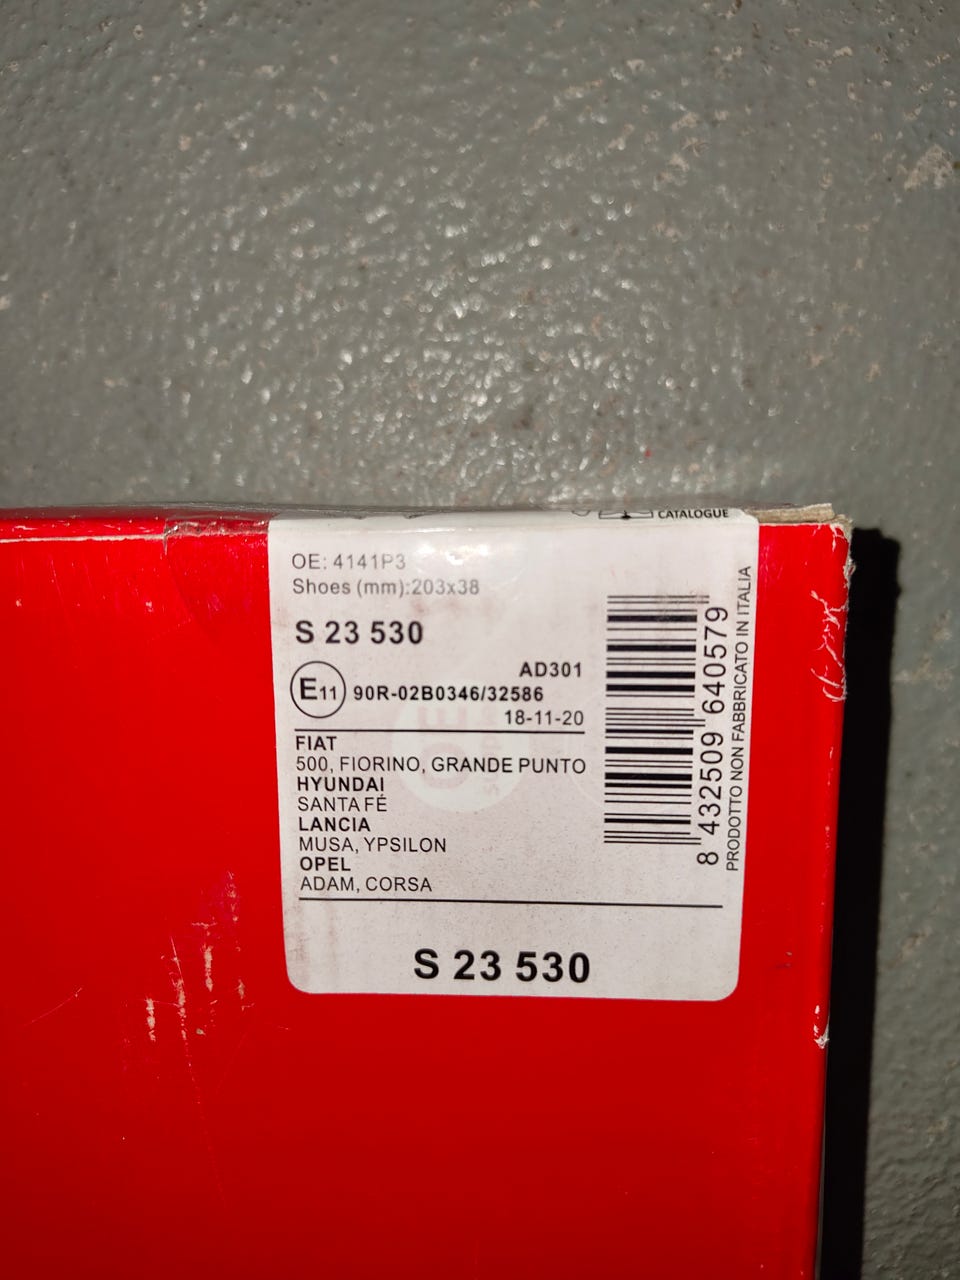 CATALOGUE
OE: 4141P3
Shoes (mm):203x38
S 23 530
AD301
E11 90R-02B0346/32586
18-11-20
FIAT
500, FIORINO, GRANDE PUNTO
HYUNDAI
SANTA FÉ
LANCIA
MUSA, YPSILON
OPEL
ADAM, CORSA
S 23 530
8 432509 640579
PRODOTTO NON FABBRICATO IN ITALIA